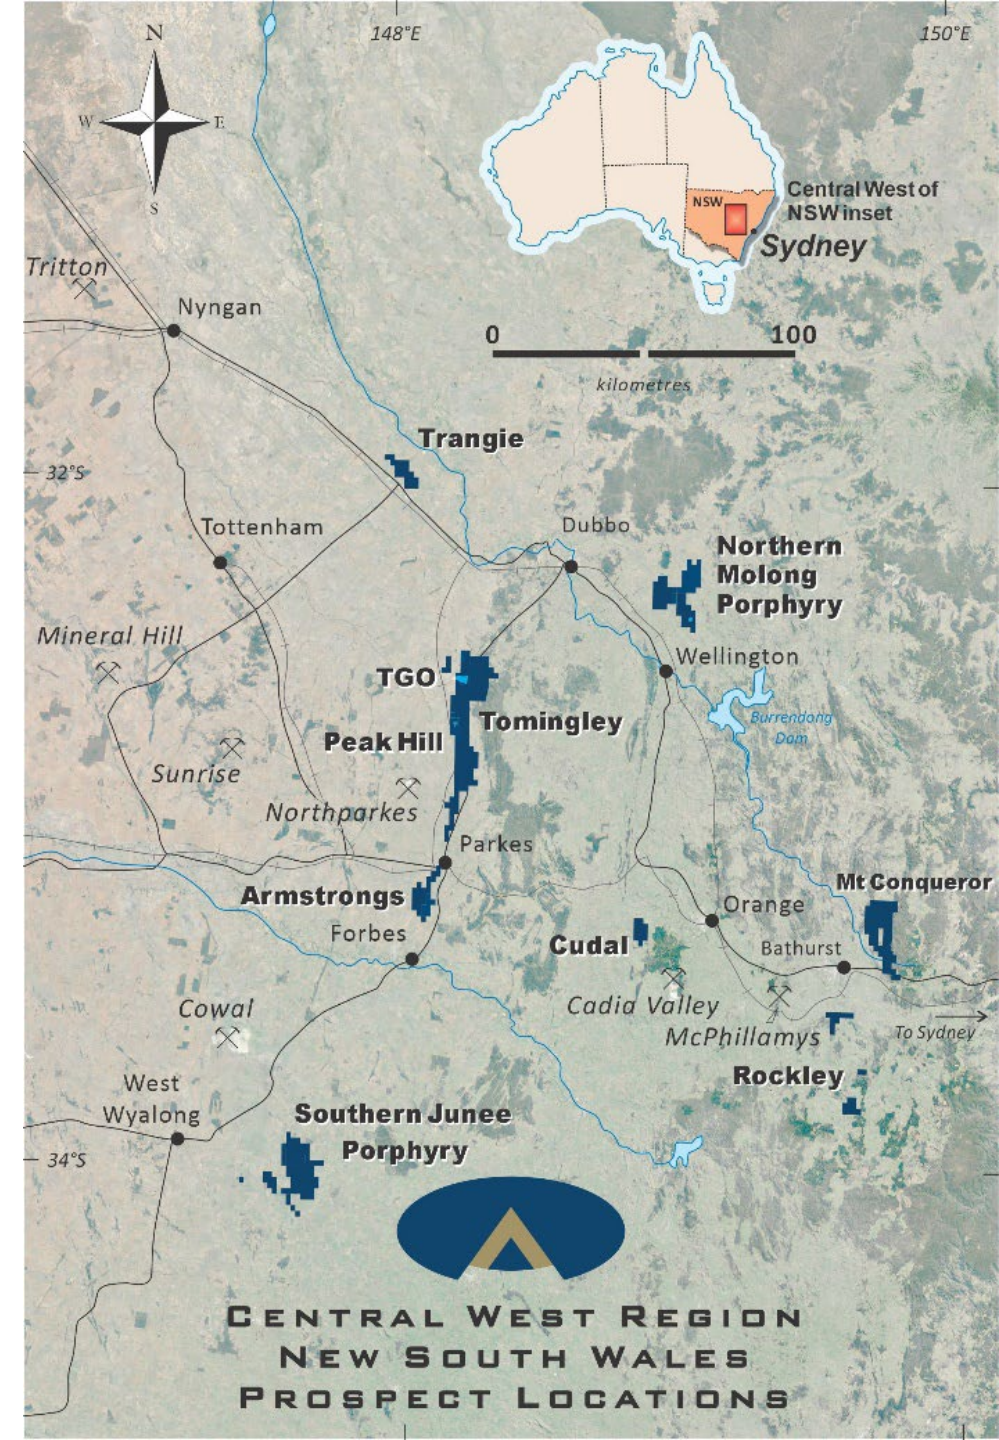 148°E
150°E
N
W
E
S
NSW
Central West of
NSW inset
Sydney
Tritton
Nyngan
0
100
kilometres
Trangie
32°S
Tottenham
Dubbo
Northern
Molong
Porphyry
Mineral Hill
Wellington
TGO
Tomingley
Burrendong
Dam
Peak Hill
Sunrise
Northparkes
Parkes
Mt Conqueror
Armstrongs
Orange
Forbes
Cudal
Bathurst
Cowal
Cadia Valley
McPhillamys
To Sydney
West
Wyalong
Rockley
Southern Junee
Porphyry
34°S
CENTRAL WEST REGION
NEW SOUTH WALES
PROSPECT LOCATIONS